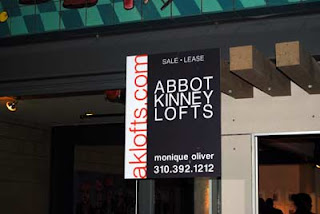 SALE • LEASE
ABBOT
KINNEY
LOFTS
monique oliver
310.392.1212
aklofts.com